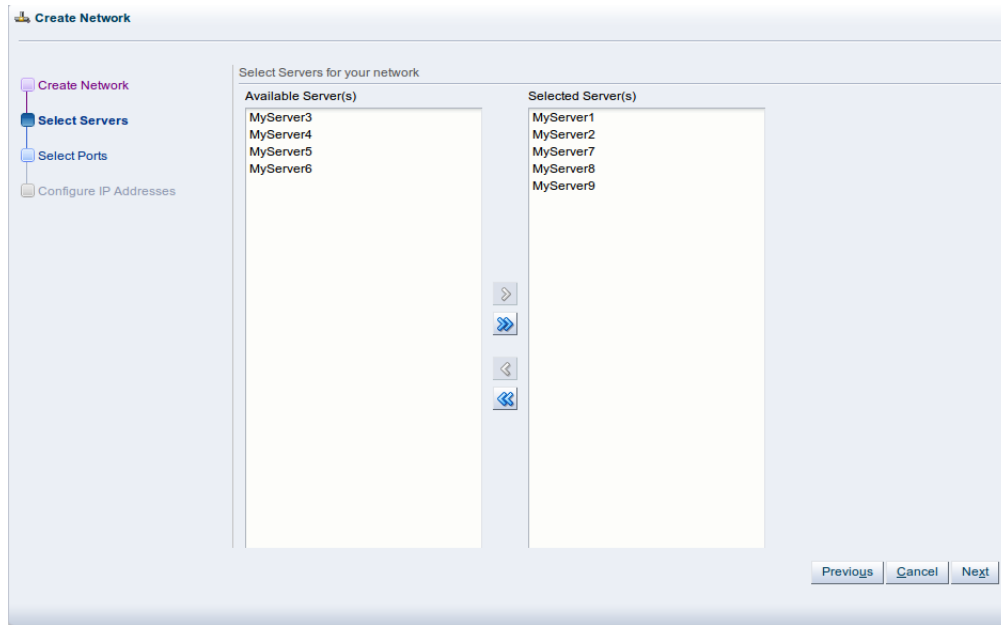 Create Network
Create Network
Select Servers
Select Ports
Configure IP Addresses
Select Servers for your network
Available Server(s)
MyServer3
MyServer4
MyServer5
MyServer6
Selected Server(s)
MyServer1
MyServer2
MyServer7
MyServer8
MyServer9
Previous
Cancel
Next